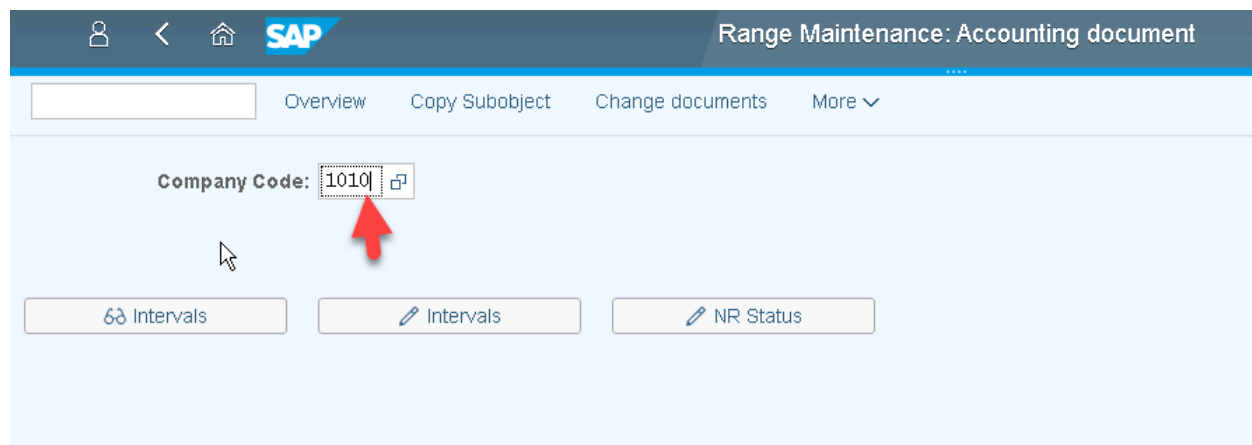 SAP Range Maintenance: Accounting document
Overview Copy Subobject Change documents More
Company Code: 1010
Intervals Intervals NR Status